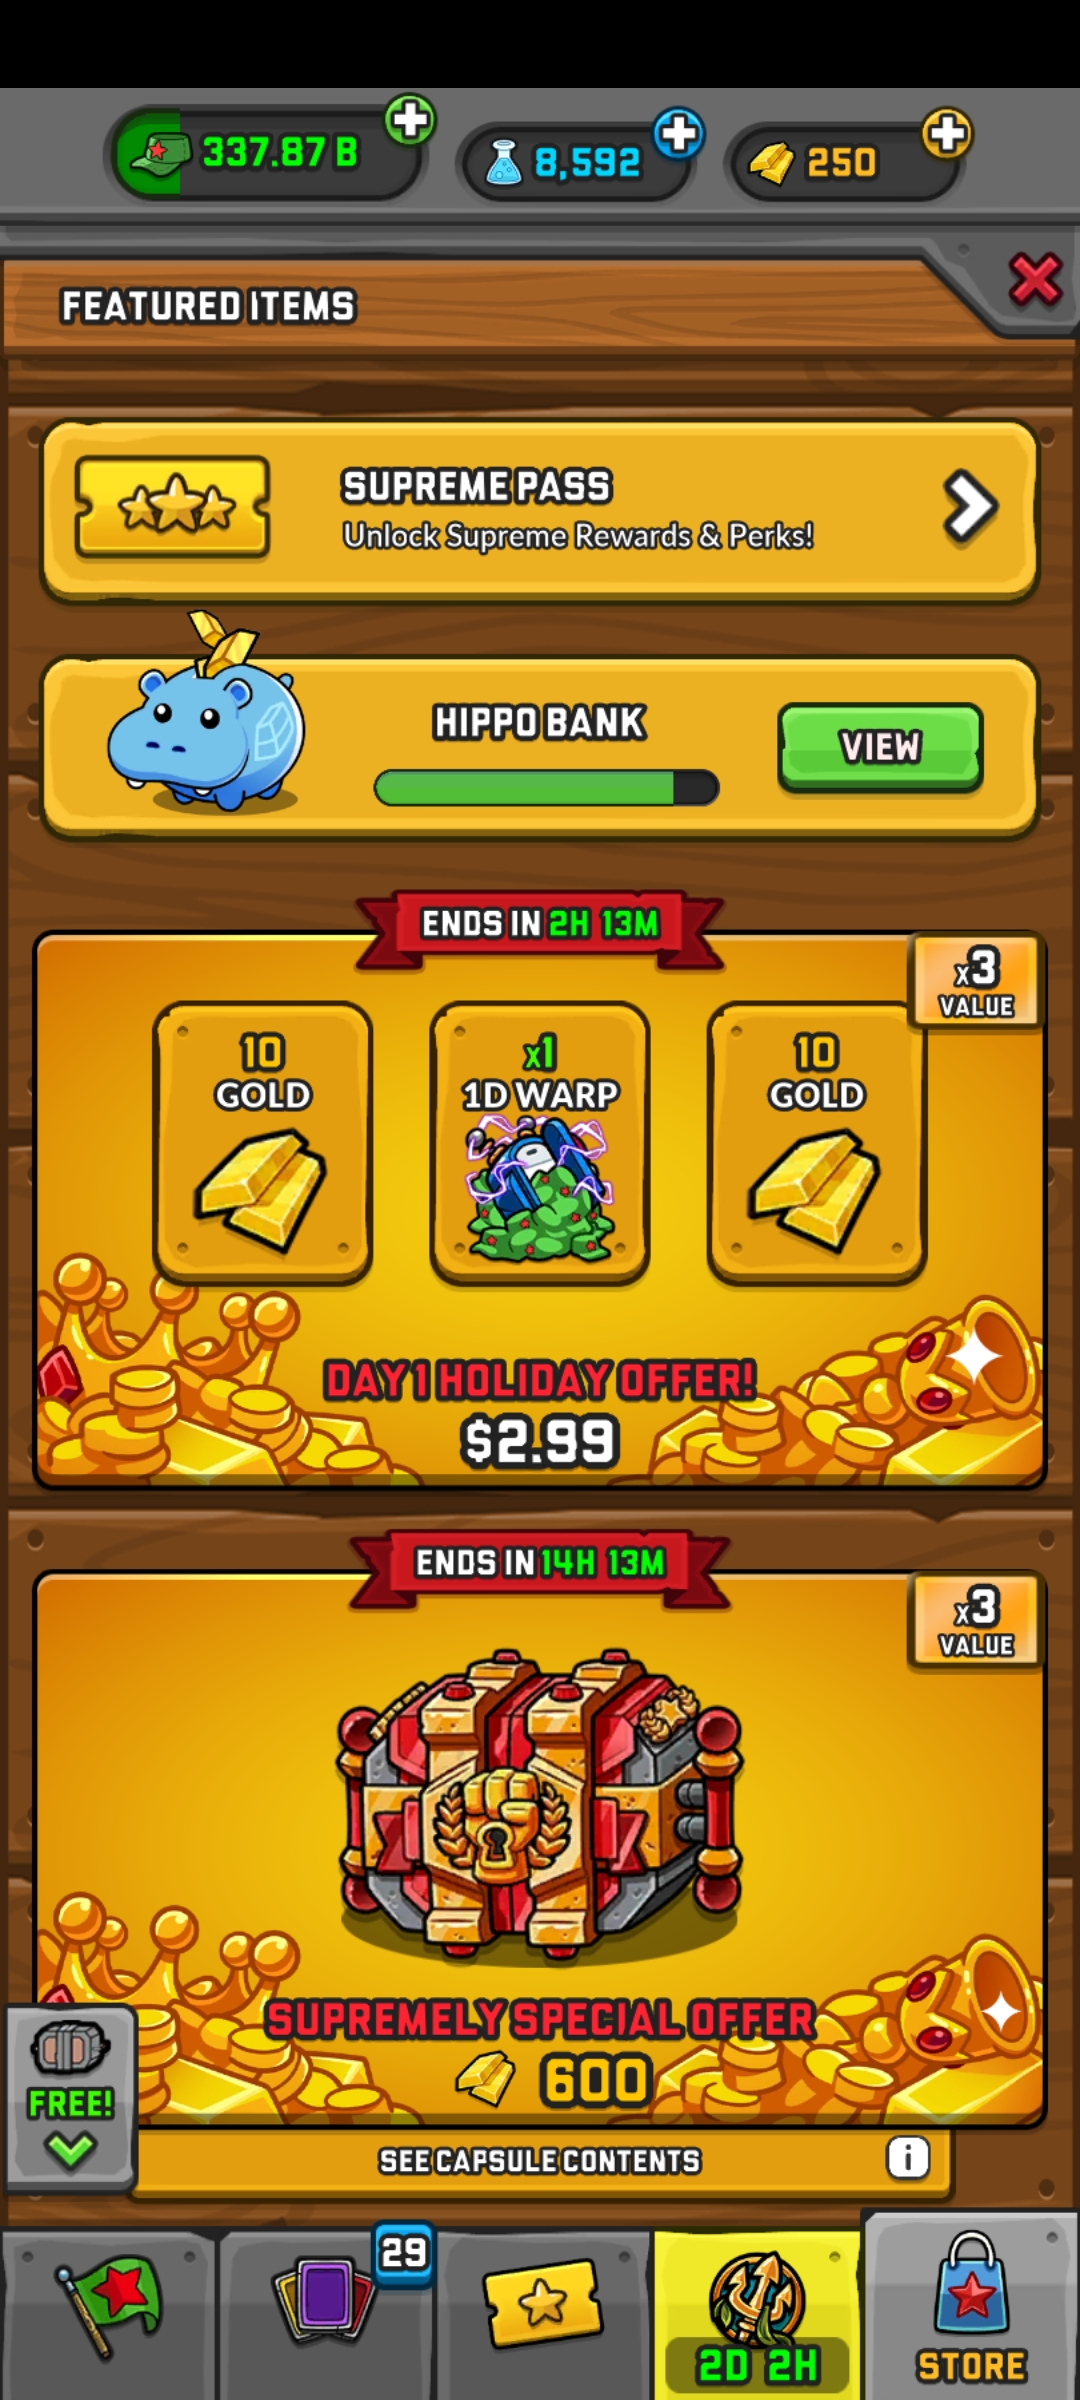 337.87 B
8,592
250
FEATURED ITEMS
SUPREME PASS
Unlock Supreme Rewards & Perks!
HIPPO BANK
VIEW
ENDS IN 2H 13M
x3
VALUE
10
GOLD
x1
1D WARP
10
GOLD
DAY 1 HOLIDAY OFFER!
$2.99
ENDS IN 14H 13M
x3
VALUE
SUPREMELY SPECIAL OFFER
600
FREE!
SEE CAPSULE CONTENTS
i
29
2D 2H
STORE